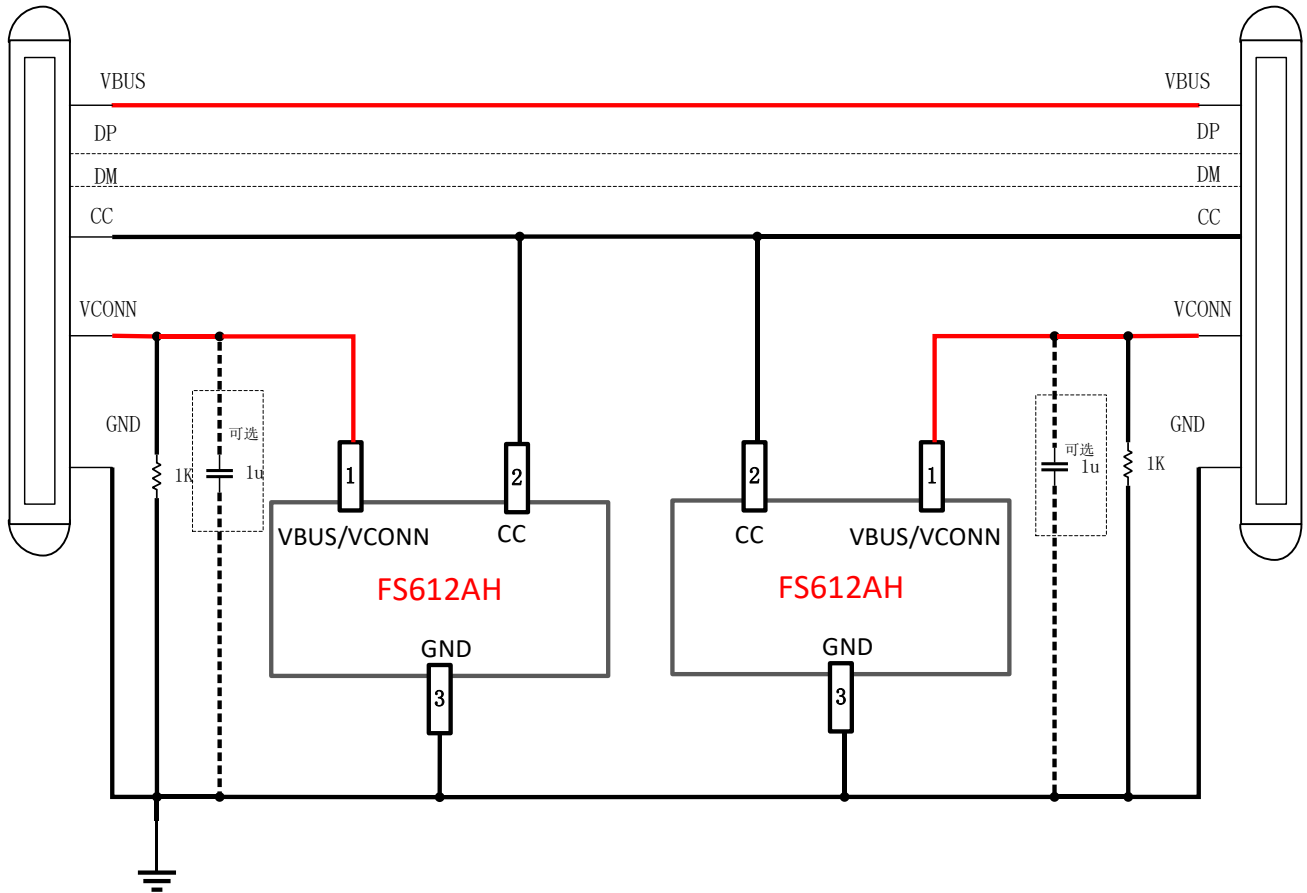 VBUS
VBUS
DP
DP
DM
DM
CC
CC
VCONN
VCONN
GND
GND
可选
1K
1u
可选
1u
1K
1
2
2
1
VBUS/VCONN
CC
CC
VBUS/VCONN
FS612AH
FS612AH
GND
GND
3
3